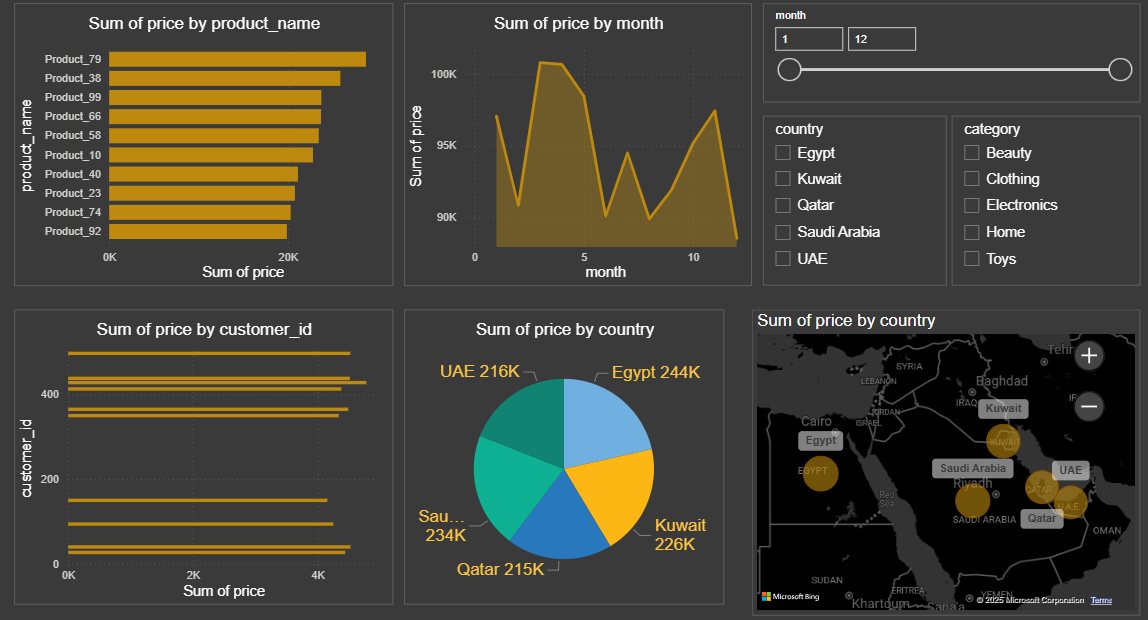 Sum of price by product_name
product_name
Product_79
Product_38
Product_99
Product_66
Product_58
Product_10
Product_40
Product_23
Product_74
Product_92
0K 20K
Sum of price
Sum of price by month
Sum of price
100K
95K
90K
0 5 10
month
month
1 12
country
Egypt
Kuwait
Qatar
Saudi Arabia
UAE
category
Beauty
Clothing
Electronics
Home
Toys
Sum of price by customer_id
customer_id
400
200
0
0K 2K 4K
Sum of price
Sum of price by country
UAE 216K
Egypt 244K
Sau...
234K
Kuwait
226K
Qatar 215K
Sum of price by country
Tehr
+
SYRIA
LEBANON
Baghdad
IRAQ
−
Kuwait
JORDAN
Cairo
ISRAEL
Egypt
KUWAIT
EGYPT
Saudi Arabia
UAE
Riyadh
QATAR
Red
Sea
U.A.E.
SAUDI ARABIA
Qatar
OMAN
SUDAN
ERITREA
YEMEN
Microsoft Bing
Khartoum
Sana'a
© 2025 Microsoft Corporation Terms